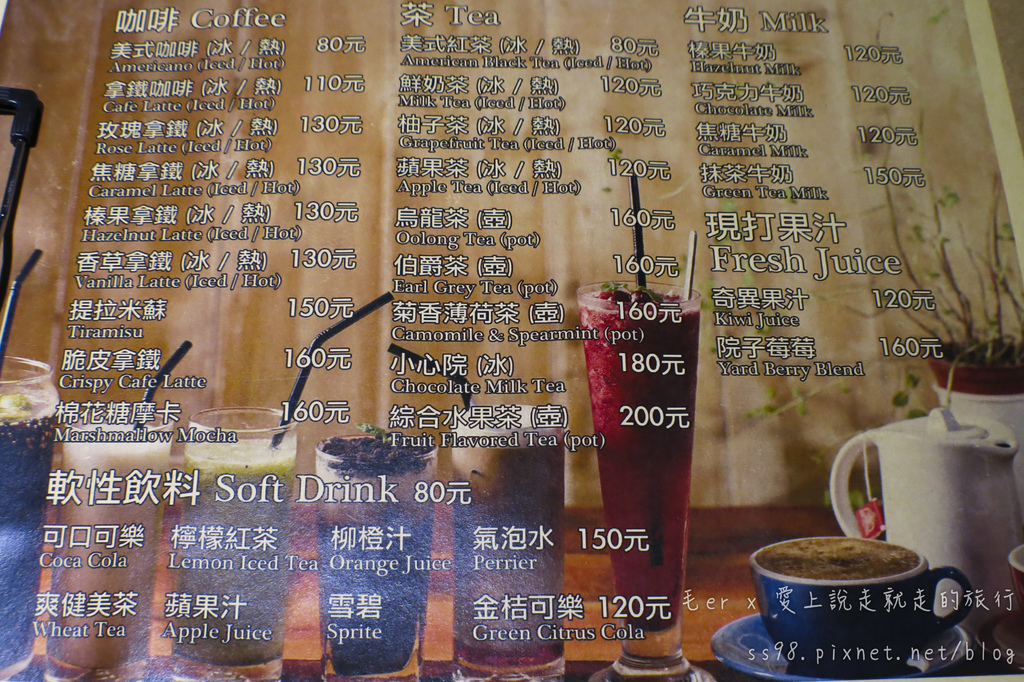 咖啡 Coffee
美式咖啡 (冰 / 熱) 80元
Americano (Iced / Hot)
拿鐵咖啡 (冰 / 熱) 110元
Cafe Latte (Iced / Hot)
玫瑰拿鐵 (冰 / 熱) 130元
Rose Latte (Iced / Hot)
焦糖拿鐵 (冰 / 熱) 130元
Caramel Latte (Iced / Hot)
榛果拿鐵 (冰 / 熱) 130元
Hazelnut Latte (Iced / Hot)
香草拿鐵 (冰 / 熱) 130元
Vanilla Latte (Iced / Hot)
提拉米蘇 150元
Tiramisu
脆皮拿鐵 160元
Crispy Cafe Latte
棉花糖摩卡 160元
Marshmallow Mocha
茶 Tea
美式紅茶 (冰 / 熱) 80元
American Black Tea (Iced / Hot)
鮮奶茶 (冰 / 熱) 120元
Milk Tea (Iced / Hot)
柚子茶 (冰 / 熱) 120元
Grapefruit Tea (Iced / Hot)
蘋果茶 (冰 / 熱) 120元
Apple Tea (Iced / Hot)
烏龍茶 (壺) 160元
Oolong Tea (pot)
伯爵茶 (壺) 160元
Earl Grey Tea (pot)
菊香薄荷茶 (壺) 160元
Camomile & Spearmint (pot)
小心院 (冰) 180元
Chocolate Milk Tea
綜合水果茶 (壺) 200元
Fruit Flavored Tea (pot)
牛奶 Milk
榛果牛奶 120元
Hazelnut Milk
巧克力牛奶 120元
Chocolate Milk
焦糖牛奶 120元
Caramel Milk
抹茶牛奶 150元
Green Tea Milk
現打果汁
Fresh Juice
奇異果汁 120元
Kiwi Juice
院子莓莓 160元
Yard Berry Blend
軟性飲料 Soft Drink 80元
可口可樂 檸檬紅茶 柳橙汁 氣泡水 150元
Coca Cola Lemon Iced Tea Orange Juice Perrier
爽健美茶 蘋果汁 雪碧 金桔可樂 120元
Wheat Tea Apple Juice Sprite Green Citrus Cola
毛er x 愛上說走就走的旅行
ss98.pixnet.net/blog